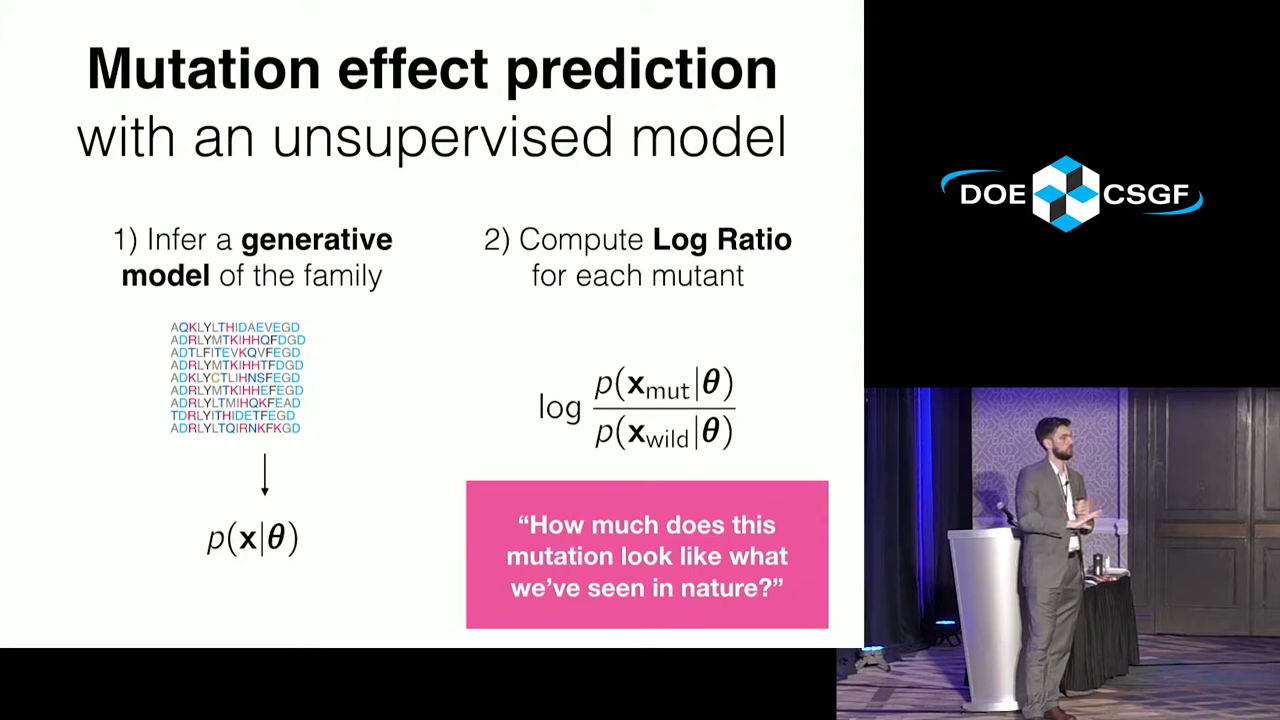 Mutation effect prediction
with an unsupervised model
1) Infer a generative
model of the family
AQKLYLTHIDAEVEGD
ADRLYMTKIHHQFDGD
ADTLFITEVKQVFEGD
ADRLYMTKIHHTFDGD
ADKLYCTLIHNSFEGD
ADRLYMTKIHHEFEGD
ADRLYLTMIHQKFEAD
TDRLYITHIDETFEGD
ADRLYLTQIRNKFKGD
p(x|θ)
2) Compute Log Ratio
for each mutant
log p(xmut|θ)
p(xwild|θ)
“How much does this
mutation look like what
we’ve seen in nature?”
DOE CSGF